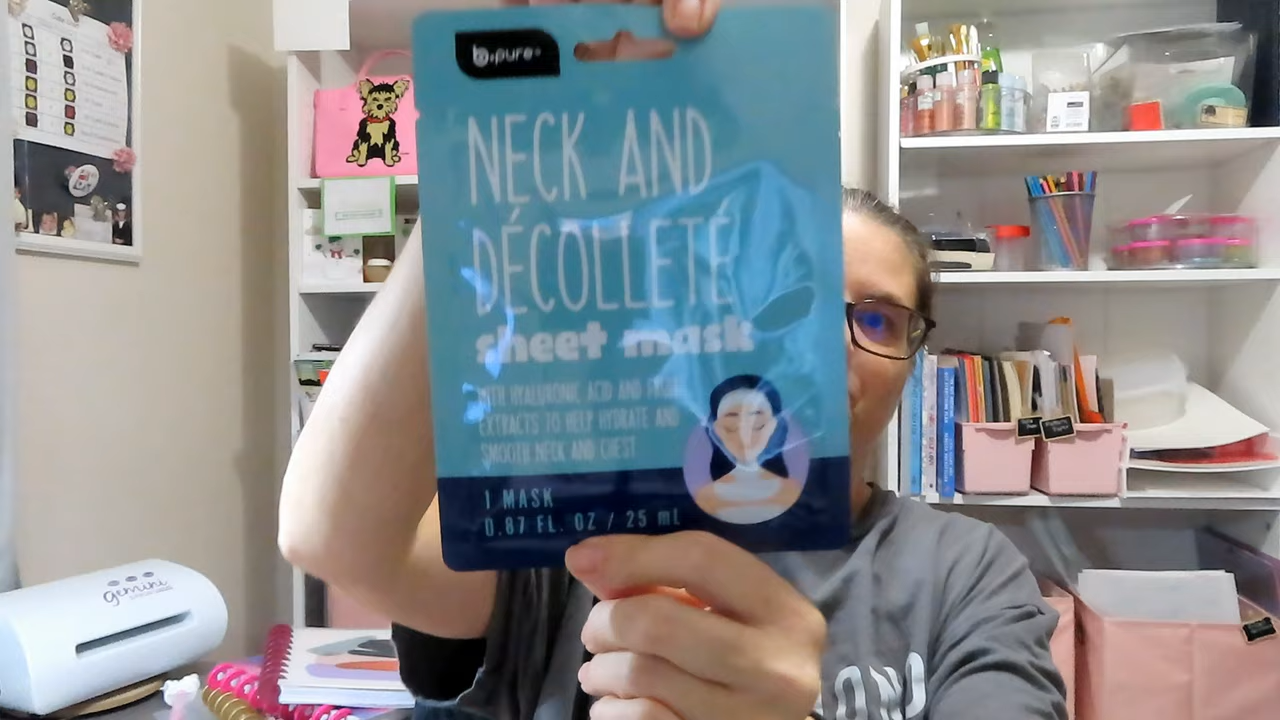 b.pure
NECK AND
DÉCOLLETÉ
sheet mask
WITH HYALURONIC ACID AND
EXTRACTS TO HELP HYDRATE AND
SMOOTH NECK AND CHEST
1 MASK
0.87 FL. OZ / 25 mL
gemini